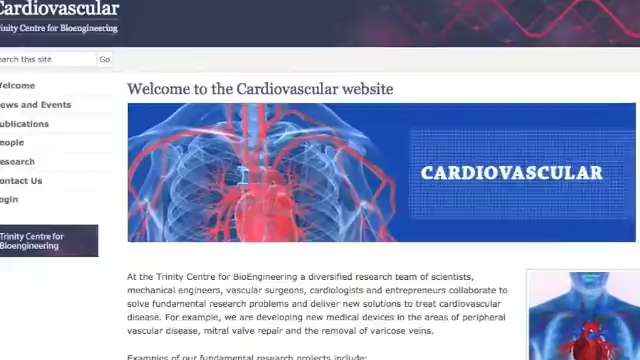 Cardiovascular
Trinity Centre for Bioengineering
earch this site
Go
Welcome to the Cardiovascular website
elcome
ews and Events
ublications
eople
esearch
ontact Us
ogin
CARDIOVASCULAR
Trinity Centre for
Bioengineering
At the Trinity Centre for BioEngineering a diversified research team of scientists,
mechanical engineers, vascular surgeons, cardiologists and entrepreneurs collaborate to
solve fundamental research problems and deliver new solutions to treat cardiovascular
disease. For example, we are developing new medical devices in the areas of peripheral
vascular disease, mitral valve repair and the removal of varicose veins.
Examples of our fundamental research projects include: